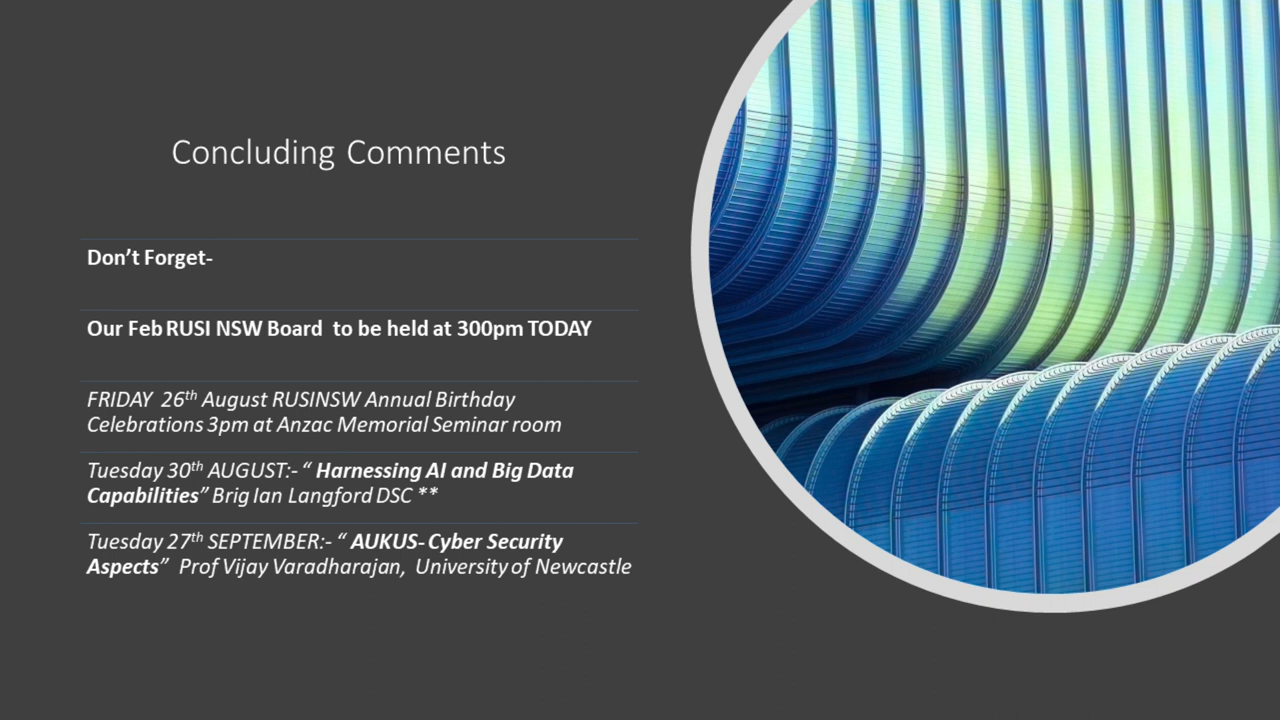 Concluding Comments
Don’t Forget-
Our Feb RUSI NSW Board to be held at 300pm TODAY
FRIDAY 26th August RUSINSW Annual Birthday
Celebrations 3pm at Anzac Memorial Seminar room
Tuesday 30th AUGUST:- “ Harnessing AI and Big Data
Capabilities” Brig Ian Langford DSC **
Tuesday 27th SEPTEMBER:- “ AUKUS- Cyber Security
Aspects” Prof Vijay Varadharajan, University of Newcastle